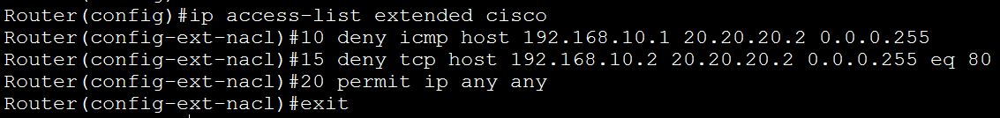 Router(config)#ip access-list extended cisco
Router(config-ext-nacl)#10 deny icmp host 192.168.10.1 20.20.20.2 0.0.0.255
Router(config-ext-nacl)#15 deny tcp host 192.168.10.2 20.20.20.2 0.0.0.255 eq 80
Router(config-ext-nacl)#20 permit ip any any
Router(config-ext-nacl)#exit